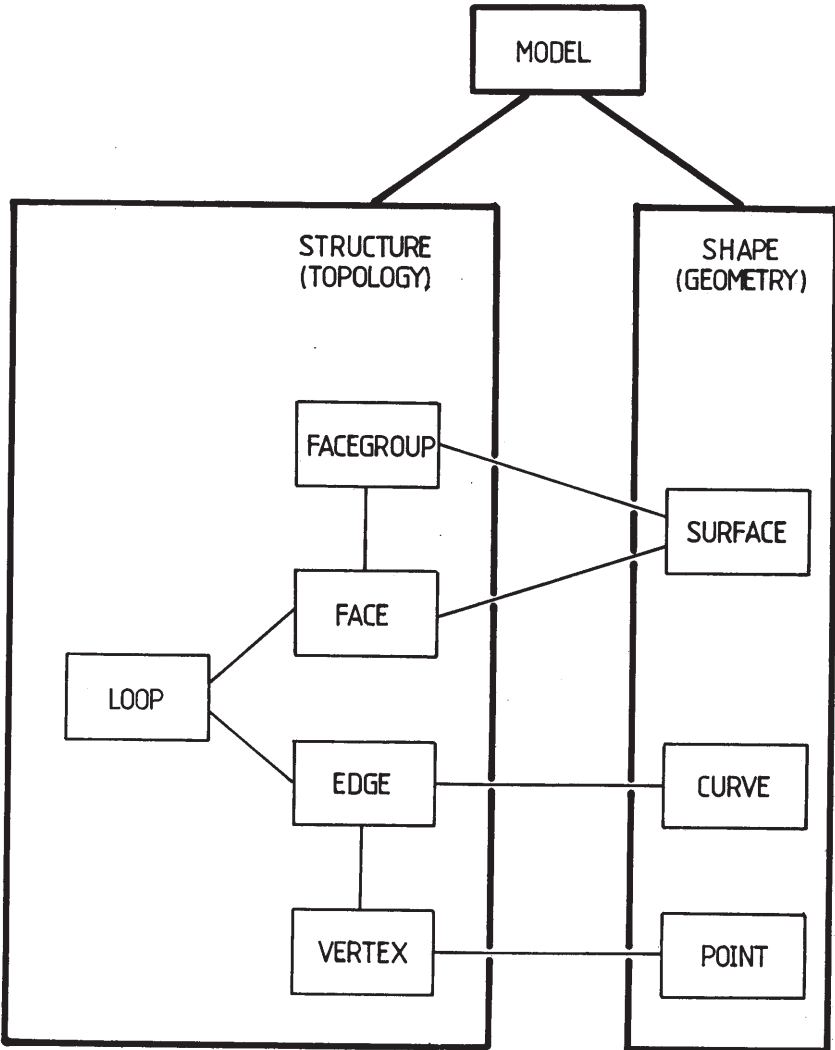 MODEL
STRUCTURE
(TOPOLOGY)
SHAPE
(GEOMETRY)
FACEGROUP
SURFACE
FACE
LOOP
EDGE
CURVE
VERTEX
POINT